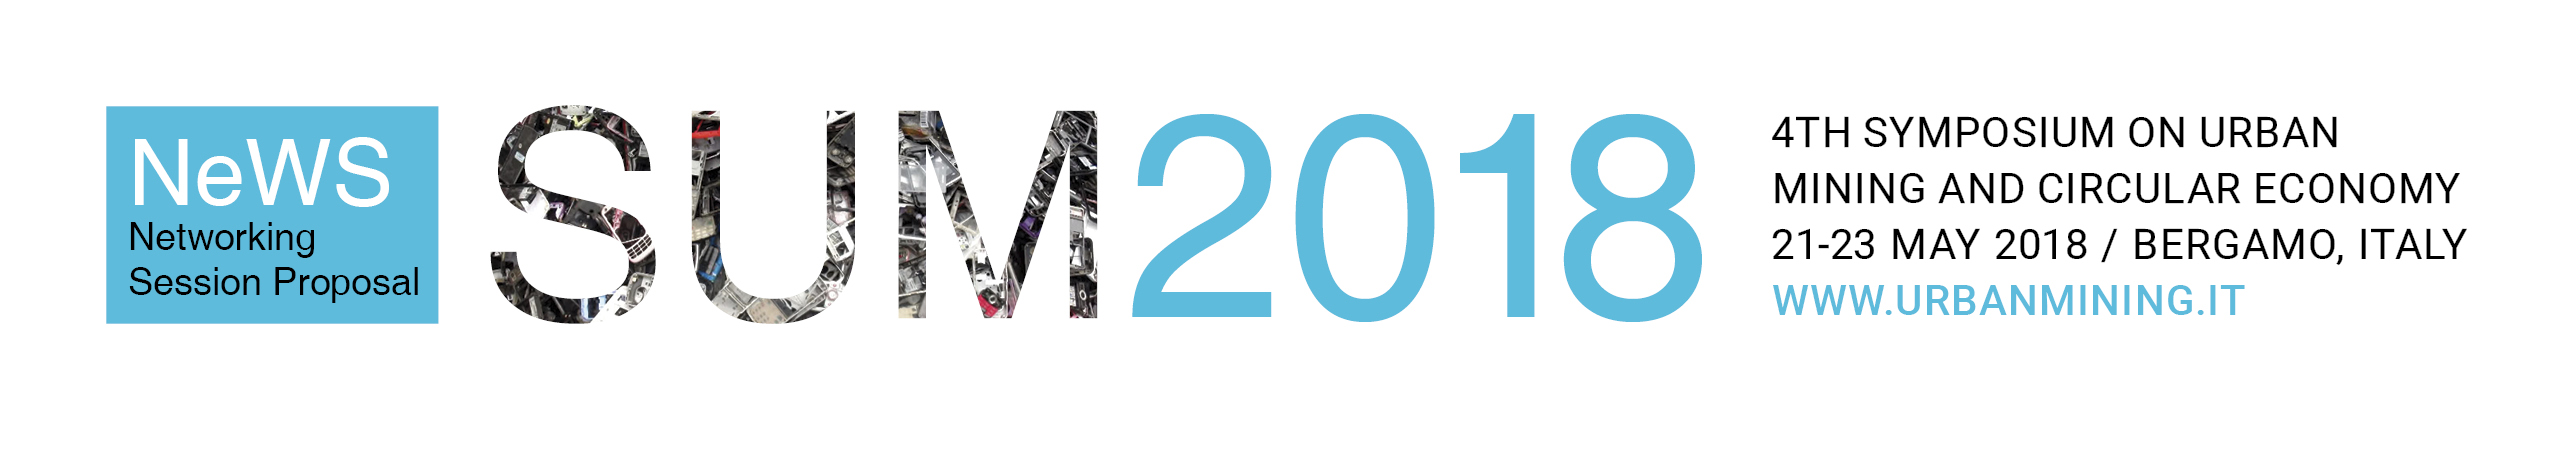 NeWS
Networking
Session Proposal
SUM2018
4TH SYMPOSIUM ON URBAN
MINING AND CIRCULAR ECONOMY
21-23 MAY 2018 / BERGAMO, ITALY
WWW.URBANMINING.IT